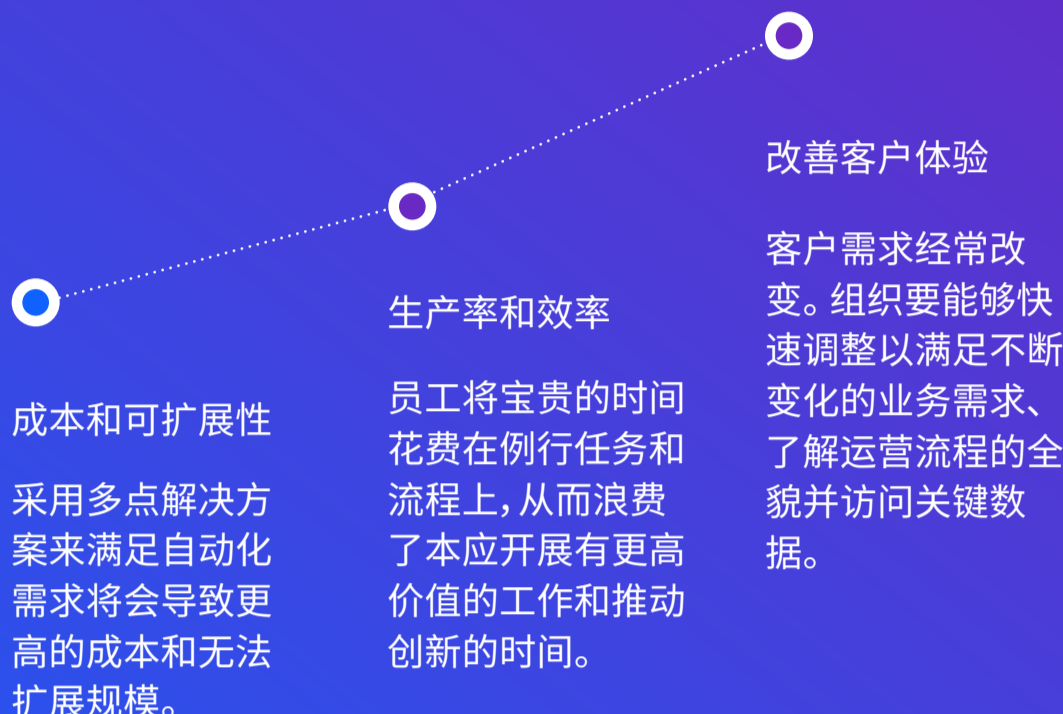 成本和可扩展性
采用多点解决方
案来满足自动化
需求将会导致更
高的成本和无法
扩展规模。
生产率和效率
员工将宝贵的时间
花费在例行任务和
流程上，从而浪费
了本应开展有更高
价值的工作和推动
创新的时间。
改善客户体验
客户需求经常改
变。组织要能够快
速调整以满足不断
变化的业务需求、
了解运营流程的全
貌并访问关键数
据。